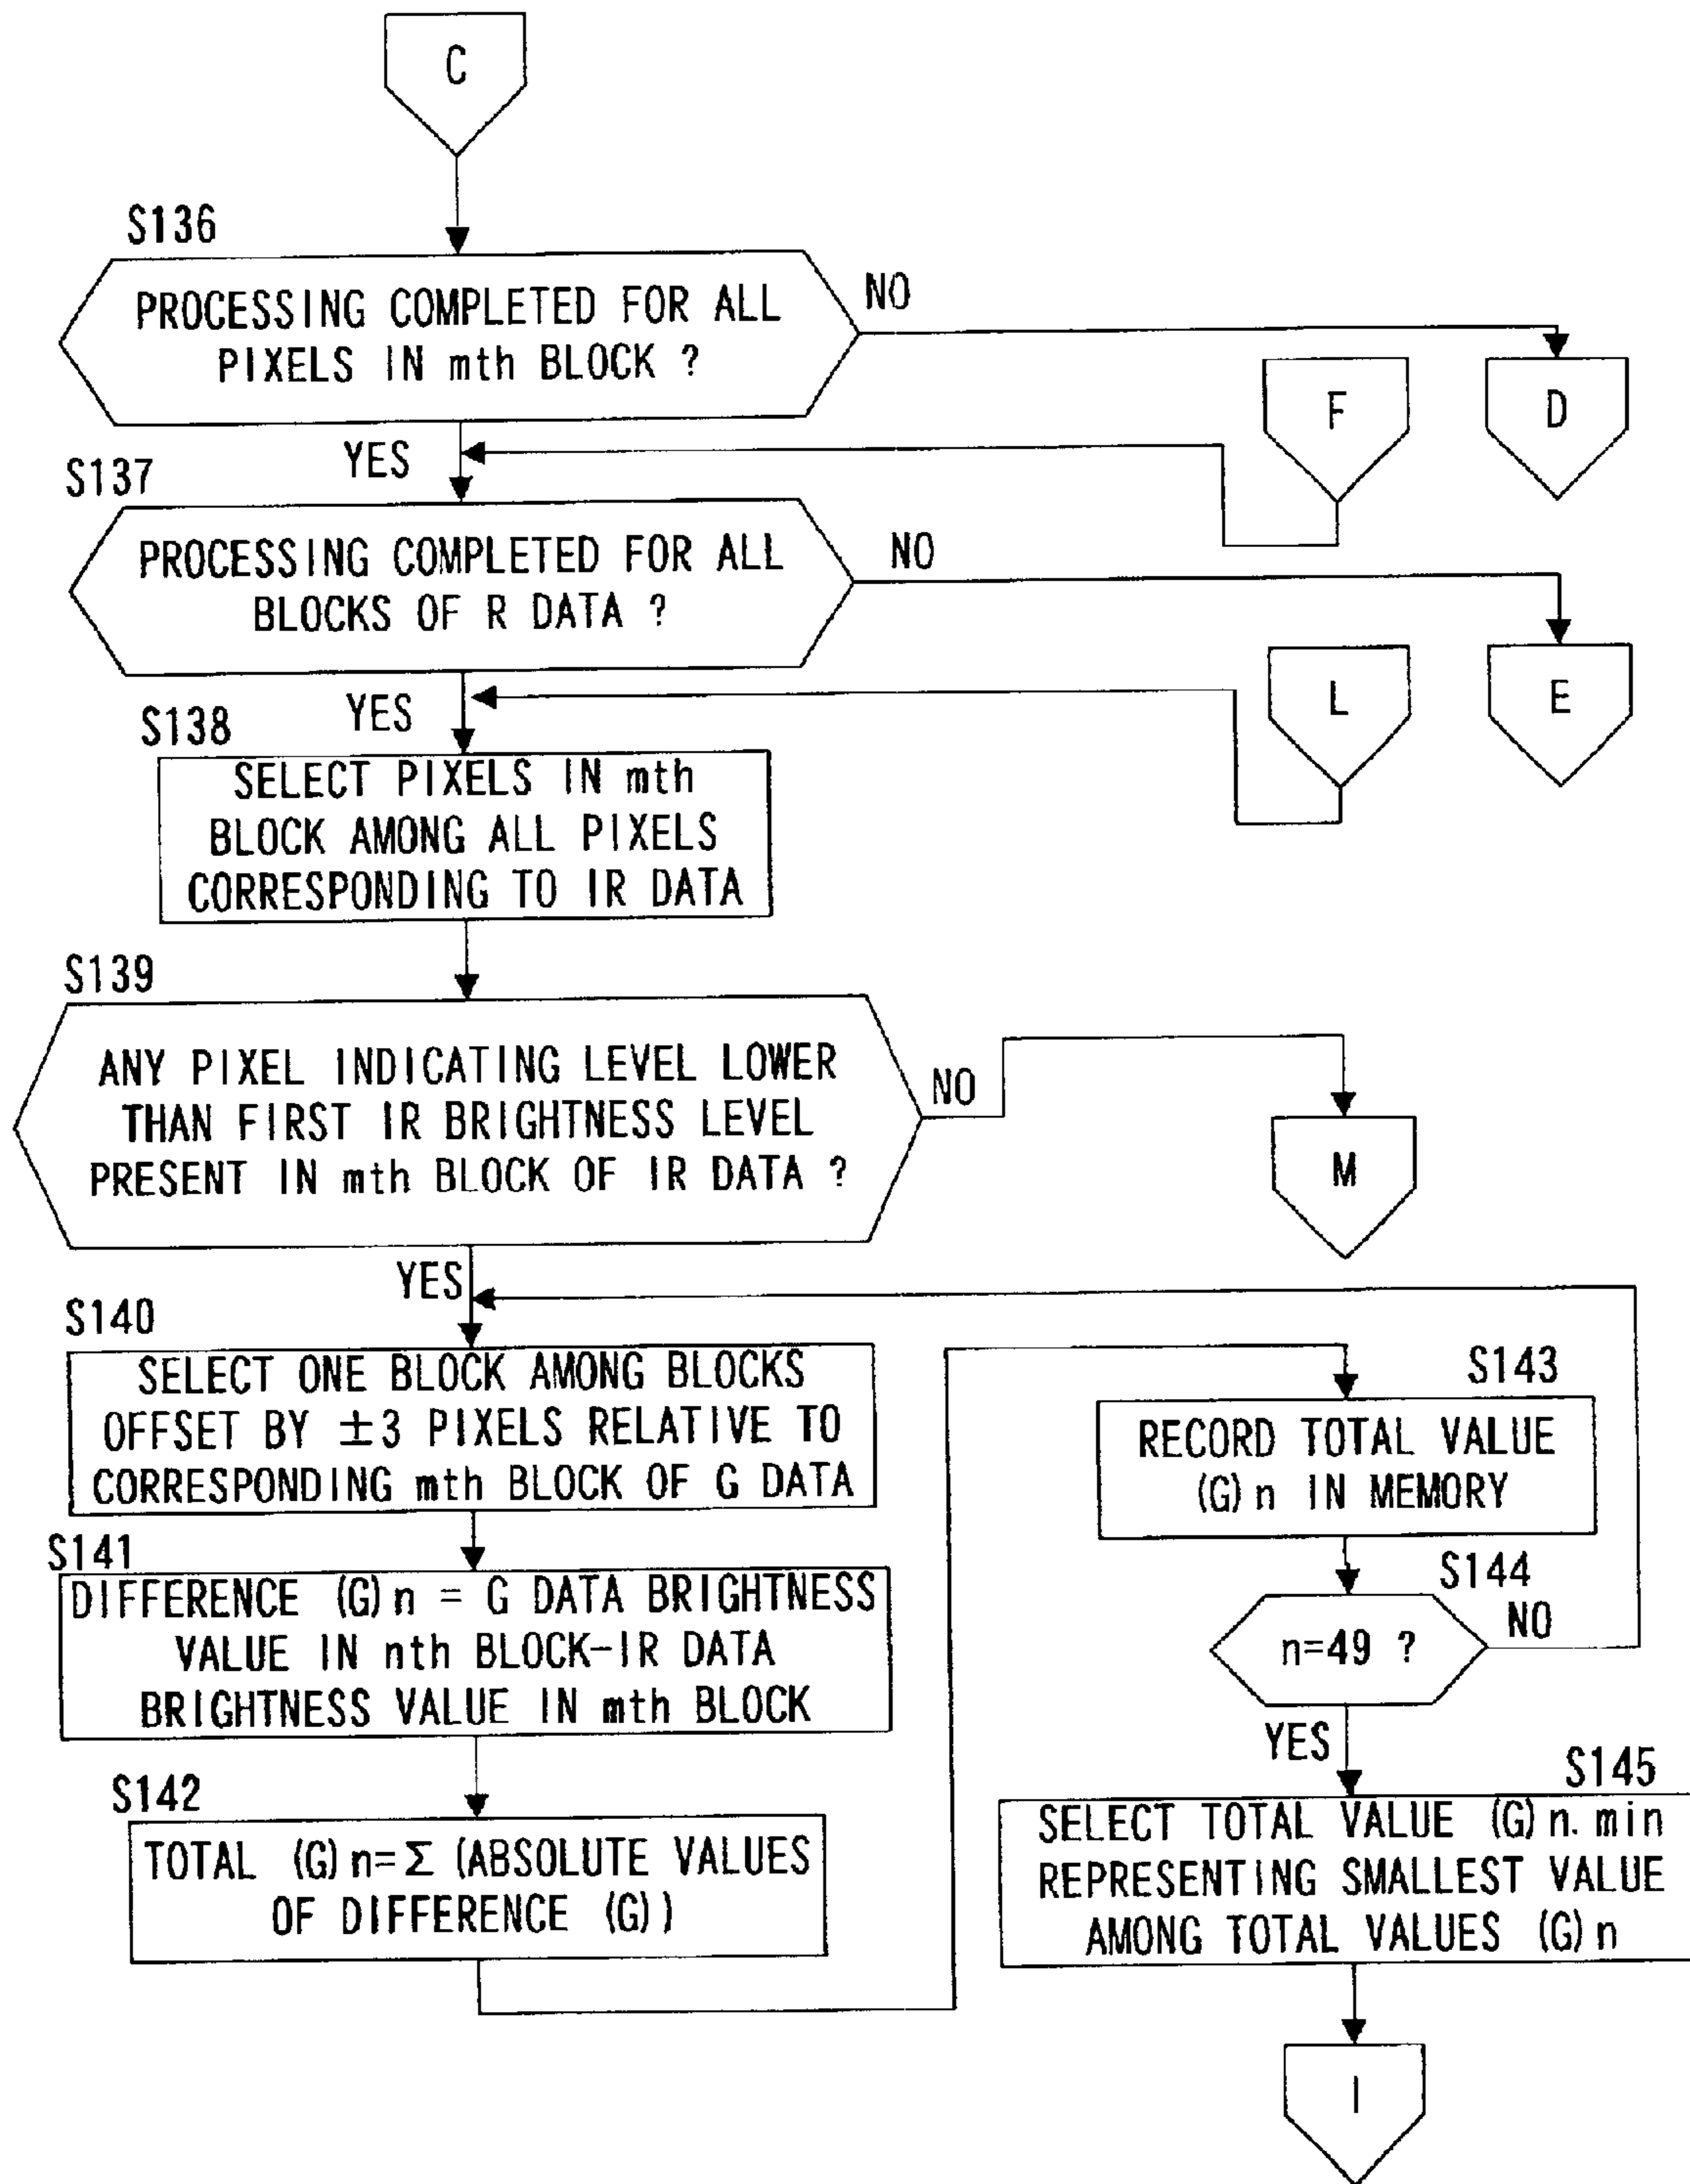 C
S136
PROCESSING COMPLETED FOR ALL
PIXELS IN mth BLOCK ?
NO
YES
F
D
S137
PROCESSING COMPLETED FOR ALL
BLOCKS OF R DATA ?
NO
YES
L
E
S138
SELECT PIXELS IN mth
BLOCK AMONG ALL PIXELS
CORRESPONDING TO IR DATA
S139
ANY PIXEL INDICATING LEVEL LOWER
THAN FIRST IR BRIGHTNESS LEVEL
PRESENT IN mth BLOCK OF IR DATA ?
NO
M
YES
S140
SELECT ONE BLOCK AMONG BLOCKS
OFFSET BY ±3 PIXELS RELATIVE TO
CORRESPONDING mth BLOCK OF G DATA
S141
DIFFERENCE (G) n = G DATA BRIGHTNESS
VALUE IN nth BLOCK-IR DATA
BRIGHTNESS VALUE IN mth BLOCK
S142
TOTAL (G) n=Σ (ABSOLUTE VALUES
OF DIFFERENCE (G))
S143
RECORD TOTAL VALUE
(G) n IN MEMORY
S144
n=49 ?
NO
YES
S145
SELECT TOTAL VALUE (G) n. min
REPRESENTING SMALLEST VALUE
AMONG TOTAL VALUES (G) n
I